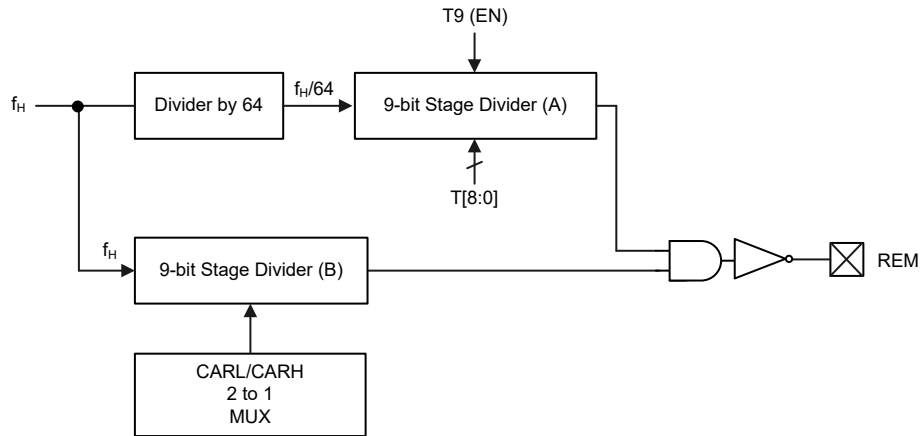 T9 (EN)
fH
Divider by 64
fH/64
9-bit Stage Divider (A)
T[8:0]
fH
9-bit Stage Divider (B)
REM
CARL/CARH
2 to 1
MUX